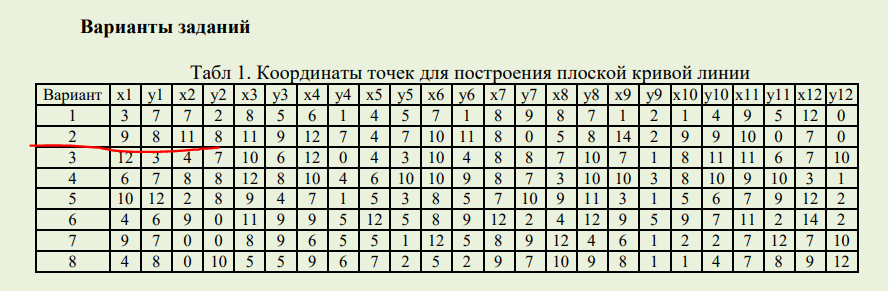 Варианты заданий
Табл 1. Координаты точек для построения плоской кривой линии
Вариант x1 y1 x2 y2 x3 y3 x4 y4 x5 y5 x6 y6 x7 y7 x8 y8 x9 y9 x10 y10 x11 y11 x12 y12
1 3 7 7 2 8 5 6 1 4 5 7 1 8 9 8 7 1 2 1 4 9 5 12 0
2 9 8 11 8 11 9 12 7 4 7 10 11 8 0 5 8 14 2 9 9 10 0 7 0
3 12 3 4 7 10 6 12 0 4 3 10 4 8 8 7 10 7 1 8 11 11 6 7 10
4 6 7 8 8 12 8 10 4 6 10 10 9 8 7 3 10 10 3 8 10 9 10 3 1
5 10 12 2 8 9 4 7 1 5 3 8 5 7 10 9 11 3 1 5 6 7 9 12 2
6 4 6 9 0 11 9 9 5 12 5 8 9 12 2 4 12 9 5 9 7 11 2 14 2
7 9 7 0 0 8 9 6 5 5 1 12 5 8 9 12 4 6 1 2 2 7 12 7 10
8 4 8 0 10 5 5 9 6 7 2 5 2 9 7 10 9 8 1 1 4 7 8 9 12